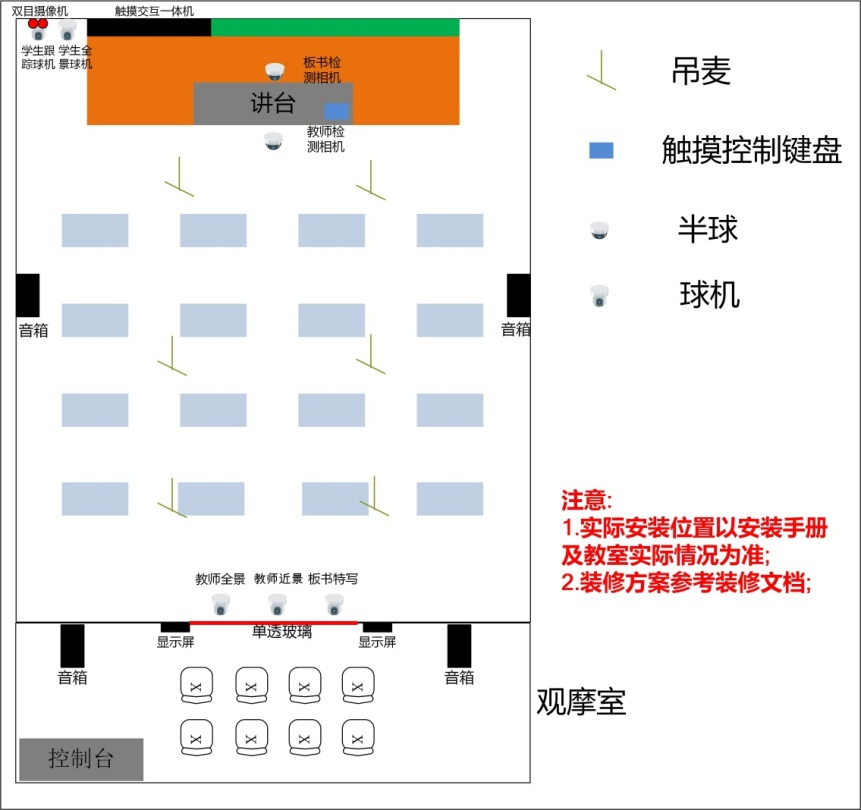 双目摄像机
触摸交互一体机
学生跟
踪球机
学生全
景球机
板书检
测相机
讲台
教师检
测相机
吊麦
触摸控制键盘
半球
球机
音箱
音箱
注意:
1.实际安装位置以安装手册
及教室实际情况为准;
2.装修方案参考装修文档;
教师全景
教师近景
板书特写
显示屏
单透玻璃
显示屏
音箱
音箱
X X X X
X X X X
观摩室
控制台